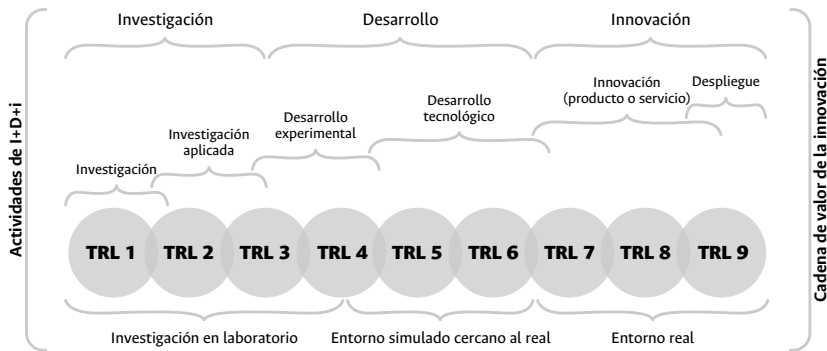 Investigación
Desarrollo
Innovación
Innovación
(producto o servicio)
Despliegue
Desarrollo
tecnológico
Desarrollo
experimental
Investigación
aplicada
Investigación
Actividades de I+D+i
Cadena de valor de la innovación
TRL 1 TRL 2 TRL 3 TRL 4 TRL 5 TRL 6 TRL 7 TRL 8 TRL 9
Investigación en laboratorio
Entorno simulado cercano al real
Entorno real